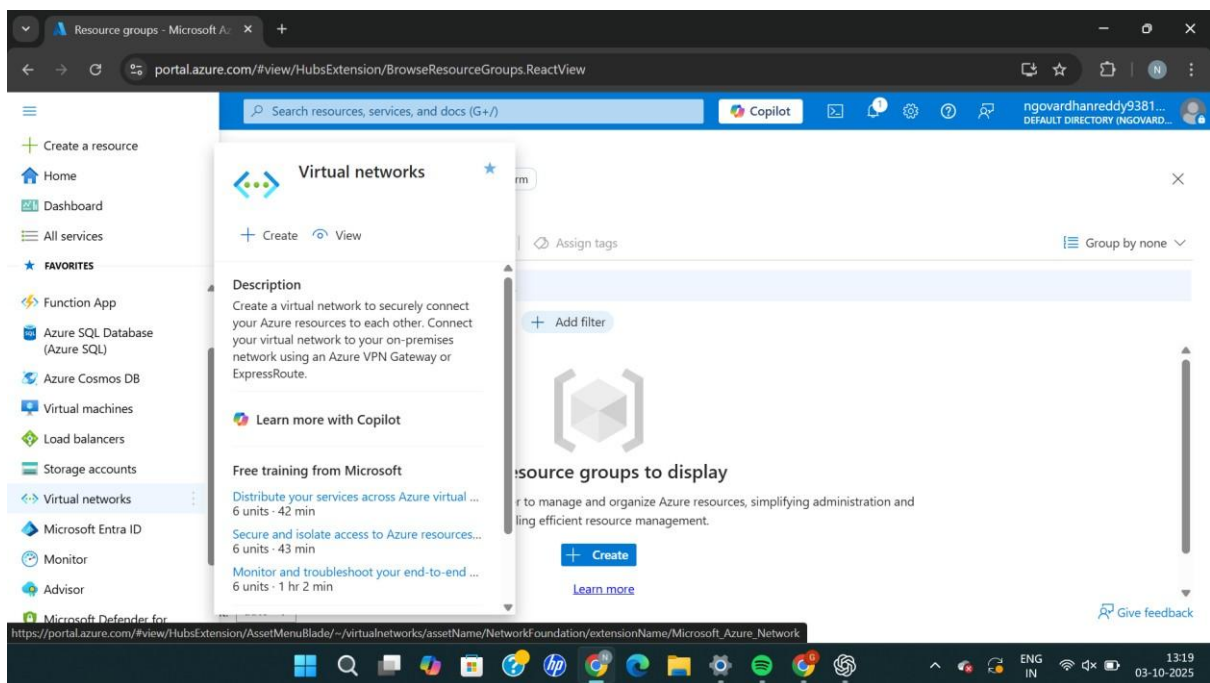 Resource groups - Microsoft Az
portal.azure.com/#view/HubsExtension/BrowseResourceGroups.ReactView
N
Search resources, services, and docs (G+/)
Copilot
1
ngovardhanreddy9381...
DEFAULT DIRECTORY (NGOVARD...
Create a resource
Home
Dashboard
All services
FAVORITES
Function App
Azure SQL Database
(Azure SQL)
Azure Cosmos DB
Virtual machines
Load balancers
Storage accounts
Virtual networks
Microsoft Entra ID
Monitor
Advisor
Microsoft Defender for
Virtual networks
Create View
Description
Create a virtual network to securely connect
your Azure resources to each other. Connect
your virtual network to your on-premises
network using an Azure VPN Gateway or
ExpressRoute.
Learn more with Copilot
Free training from Microsoft
Distribute your services across Azure virtual ...
6 units · 42 min
Secure and isolate access to Azure resources...
6 units · 43 min
Monitor and troubleshoot your end-to-end ...
6 units · 1 hr 2 min
rm
Assign tags
Group by none
Add filter
source groups to display
r to manage and organize Azure resources, simplifying administration and
ling efficient resource management.
Create
Learn more
Give feedback
https://portal.azure.com/#view/HubsExtension/AssetMenuBlade/~/virtualnetworks/assetName/NetworkFoundation/extensionName/Microsoft_Azure_Network
hp
ENG
IN
13:19
03-10-2025